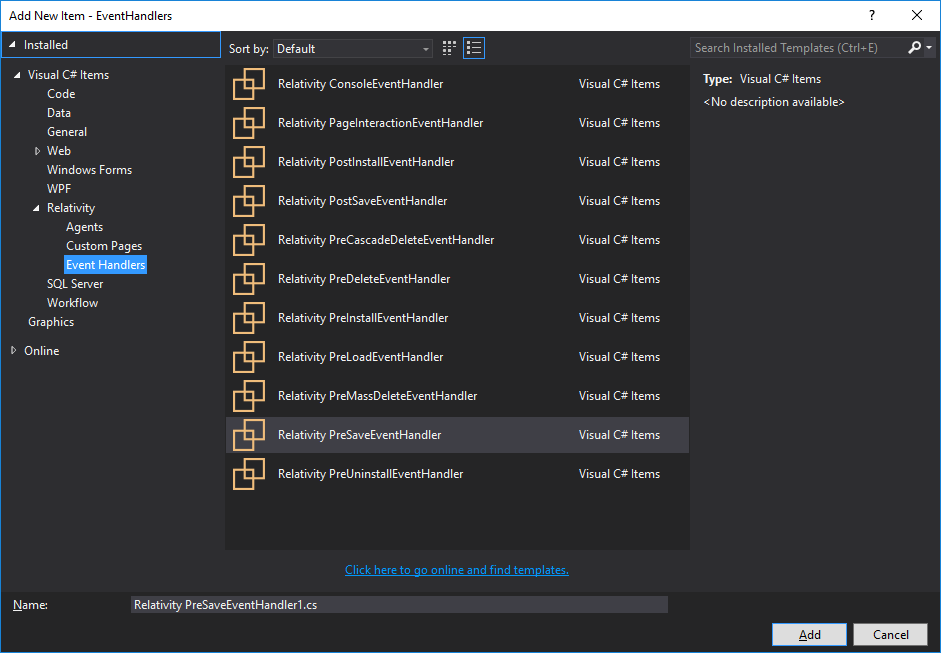 Add New Item - EventHandlers
?
Installed
Sort by: Default
Search Installed Templates (Ctrl+E)
Visual C# Items
Code
Data
General
Web
Windows Forms
WPF
Relativity
Agents
Custom Pages
Event Handlers
SQL Server
Workflow
Graphics
Online
Relativity ConsoleEventHandler Visual C# Items
Relativity PageInteractionEventHandler Visual C# Items
Relativity PostInstallEventHandler Visual C# Items
Relativity PostSaveEventHandler Visual C# Items
Relativity PreCascadeDeleteEventHandler Visual C# Items
Relativity PreDeleteEventHandler Visual C# Items
Relativity PreInstallEventHandler Visual C# Items
Relativity PreLoadEventHandler Visual C# Items
Relativity PreMassDeleteEventHandler Visual C# Items
Relativity PreSaveEventHandler Visual C# Items
Relativity PreUninstallEventHandler Visual C# Items
Type: Visual C# Items
<No description available>
Click here to go online and find templates.
Name: Relativity PreSaveEventHandler1.cs
Add Cancel